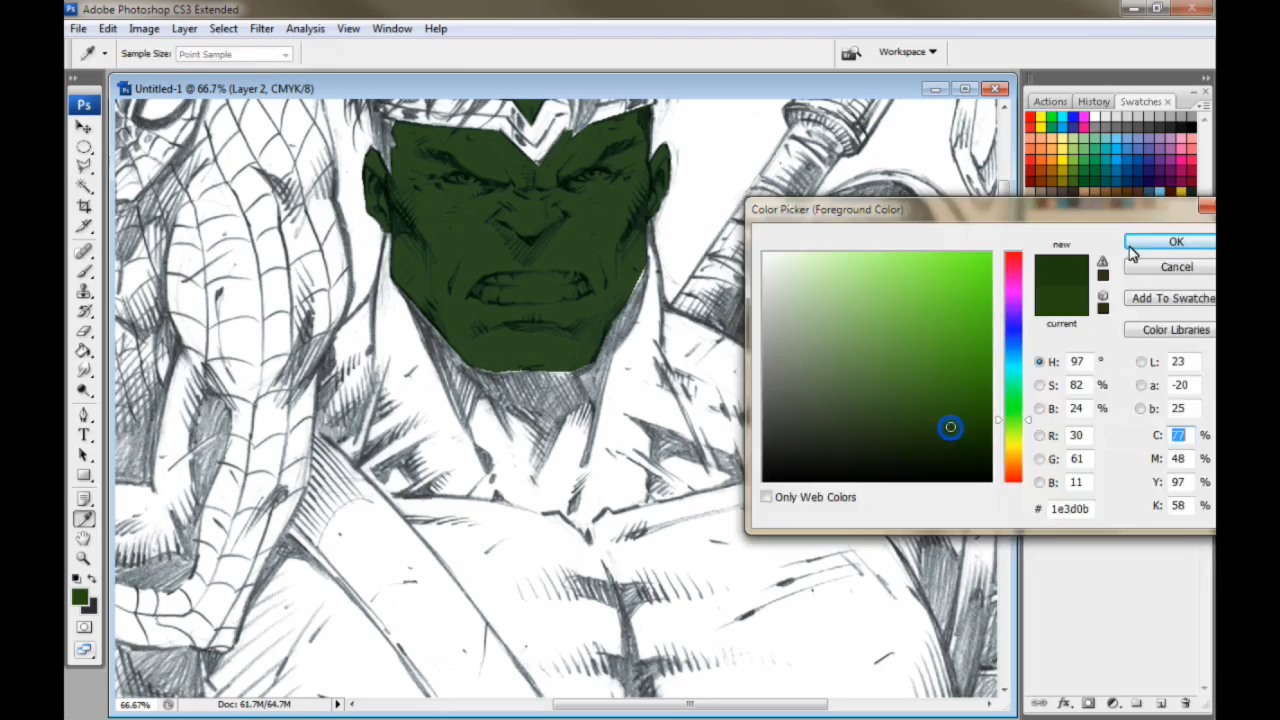 Ps Adobe Photoshop CS3 Extended
File Edit Image Layer Select Filter Analysis View Window Help
Sample Size: Point Sample
Workspace
Ps
Untitled-1 @ 66.7% (Layer 2, CMYK/8)
Actions History Swatches
Color Picker (Foreground Color)
new
current
OK
Cancel
Add To Swatche
Color Libraries
H: 97 °
S: 82 %
B: 24 %
R: 30
G: 61
B: 11
# 1e3d0b
L: 23
a: -20
b: 25
C: 77 %
M: 48 %
Y: 97 %
K: 58 %
Only Web Colors
T
66.67% Doc: 61.7M/64.7M
fx